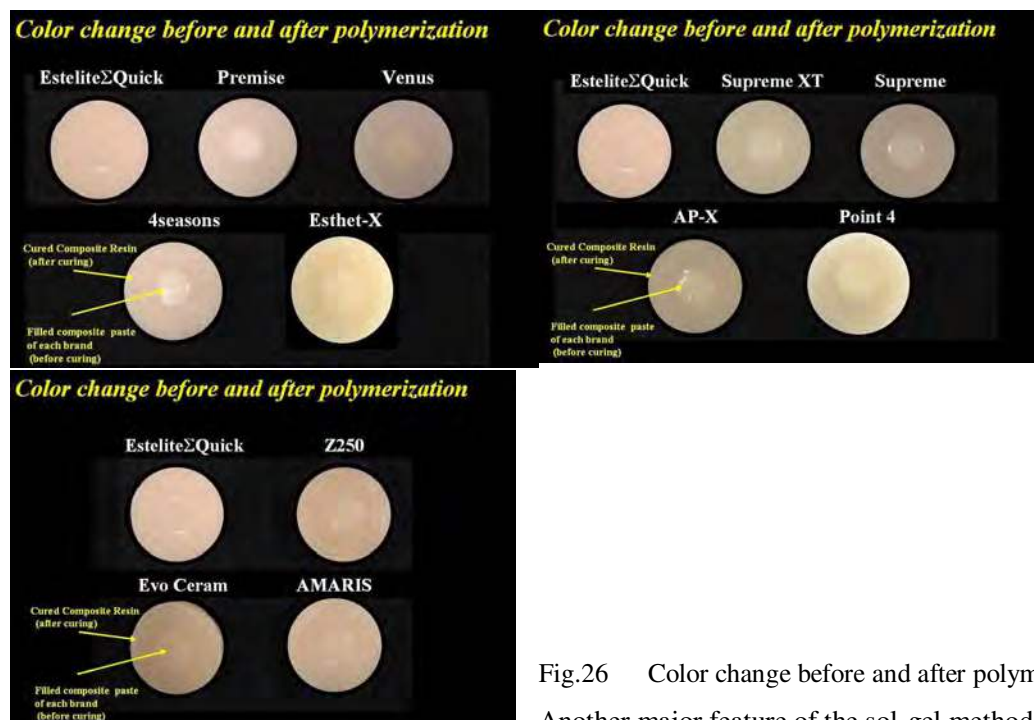 Color change before and after polymerization
EsteliteΣQuick Premise Venus
4seasons Esthet-X
Cured Composite Resin
(after curing)
Filled composite paste
of each brand
(before curing)
Color change before and after polymerization
EsteliteΣQuick Supreme XT Supreme
AP-X Point 4
Cured Composite Resin
(after curing)
Filled composite paste
of each brand
(before curing)
Color change before and after polymerization
EsteliteΣQuick Z250
Evo Ceram AMARIS
Cured Composite Resin
(after curing)
Filled composite paste
of each brand
(before curing)
Fig.26 Color change before and after polym
Another major feature of the sol-gel method